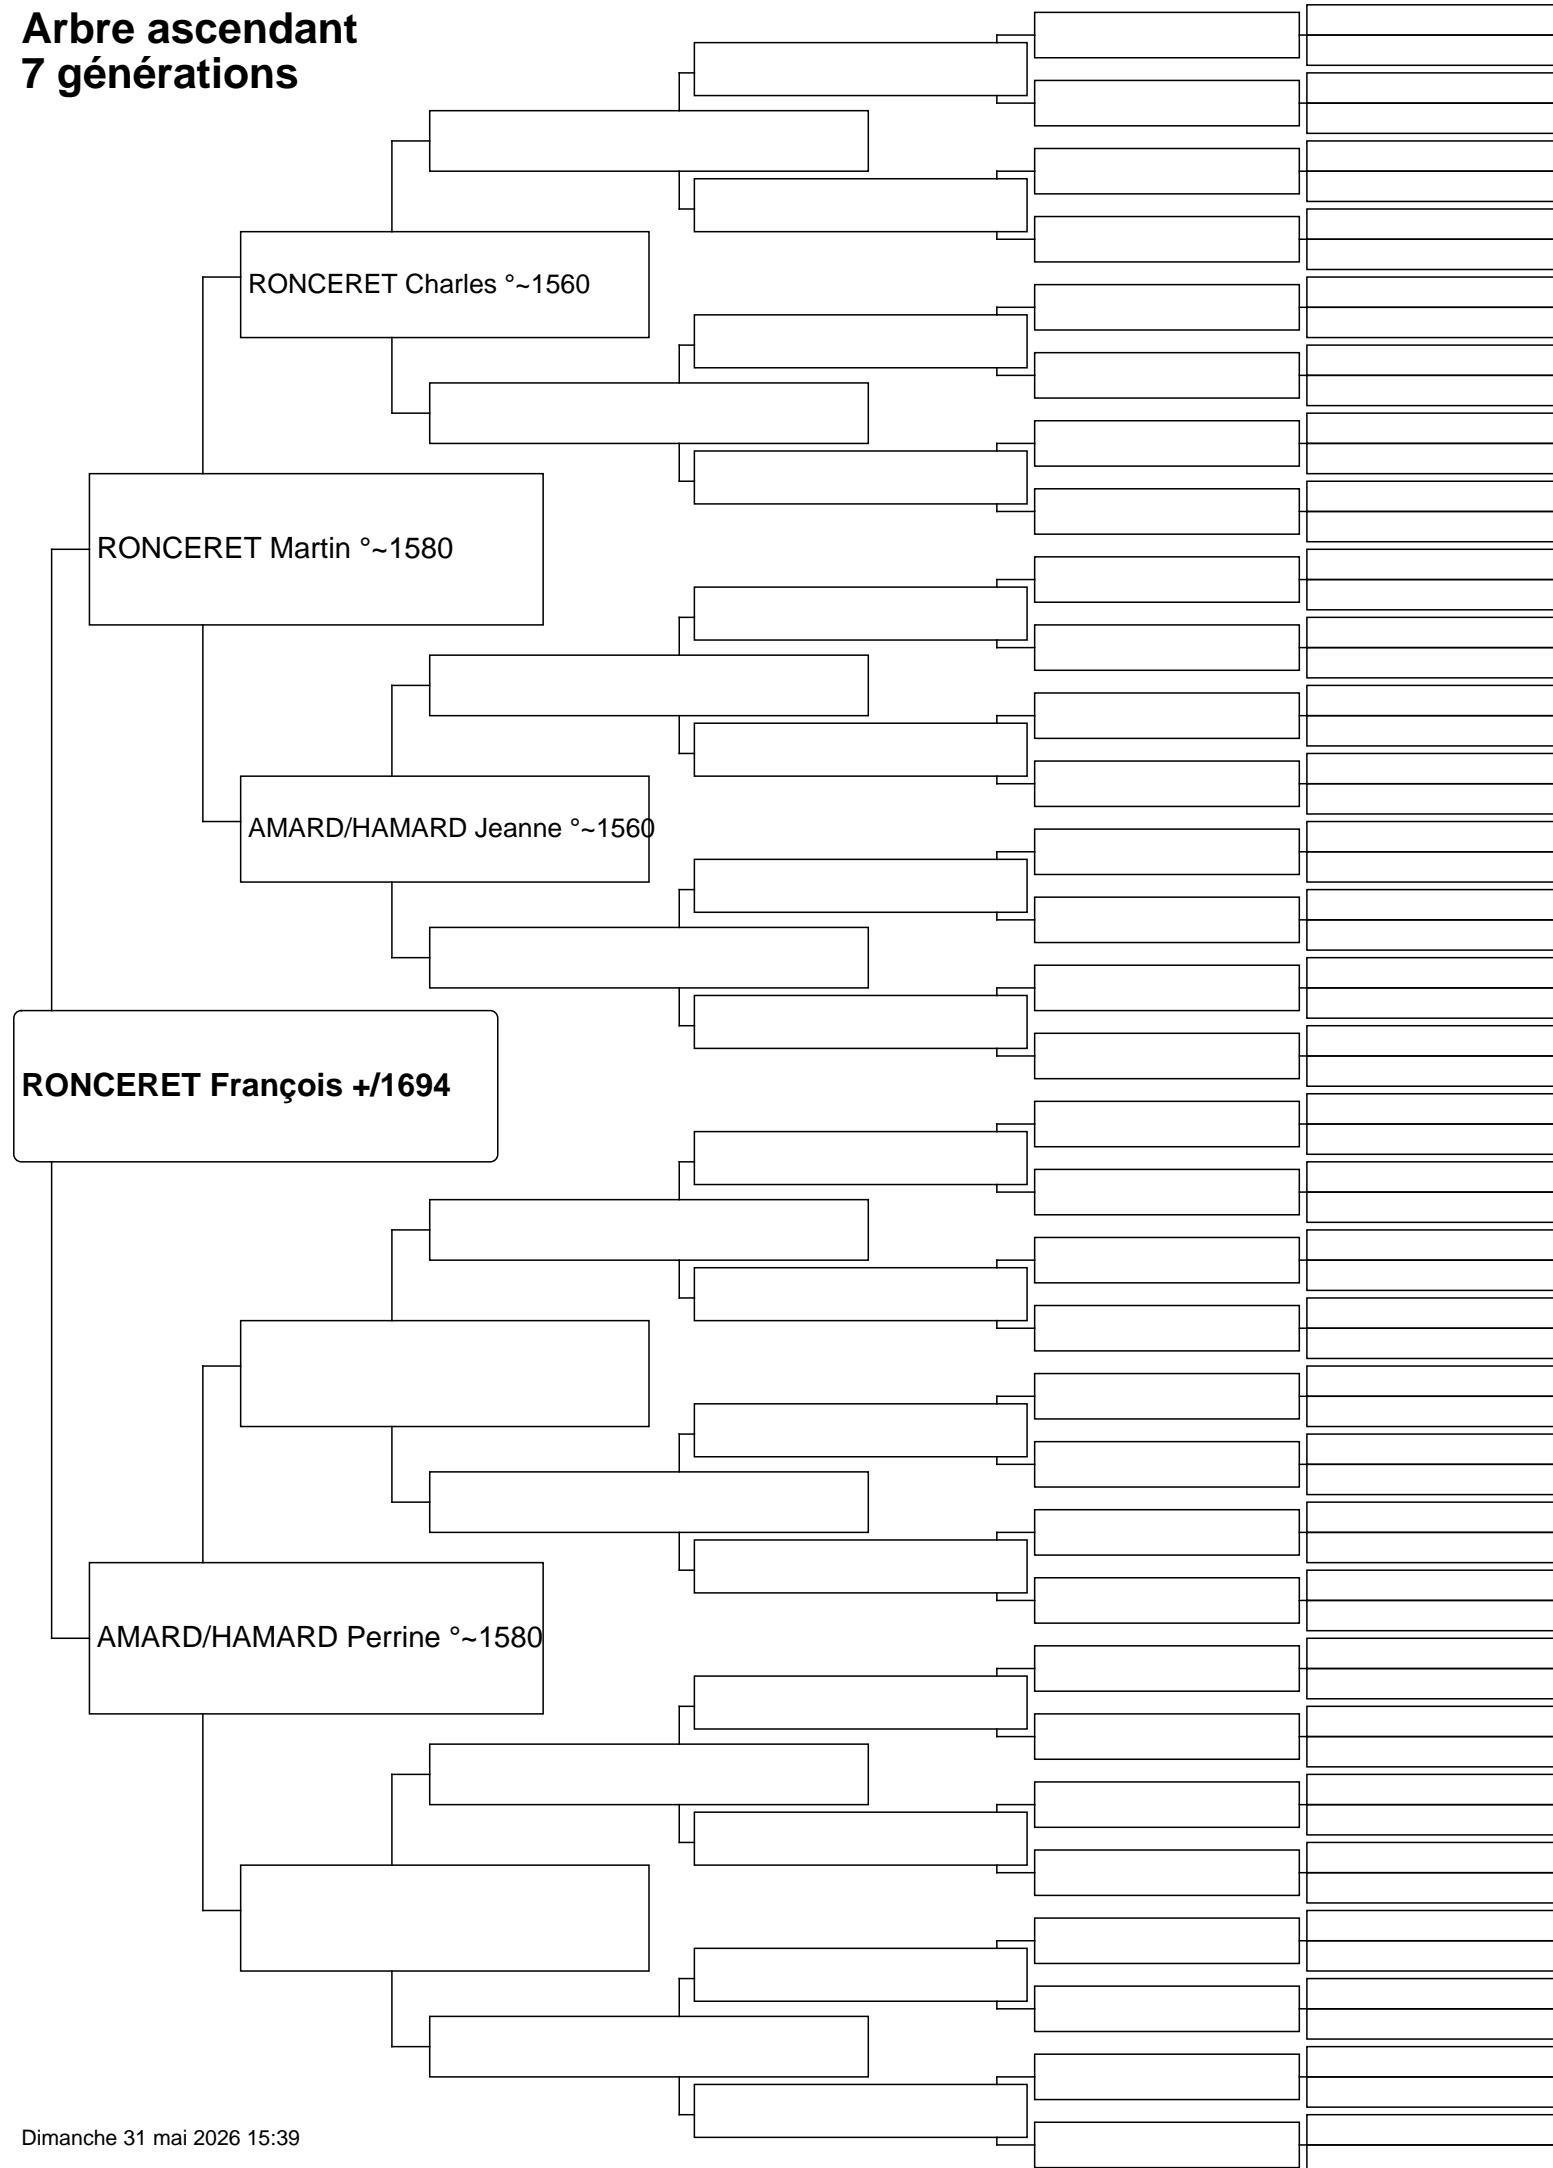 Arbre ascendant
7 générations
RONCERET Charles °~1560
RONCERET Martin °~1580
AMARD/HAMARD Jeanne °~1560
RONCERET François +/1694
AMARD/HAMARD Perrine °~1580
Dimanche 31 mai 2026 15:39